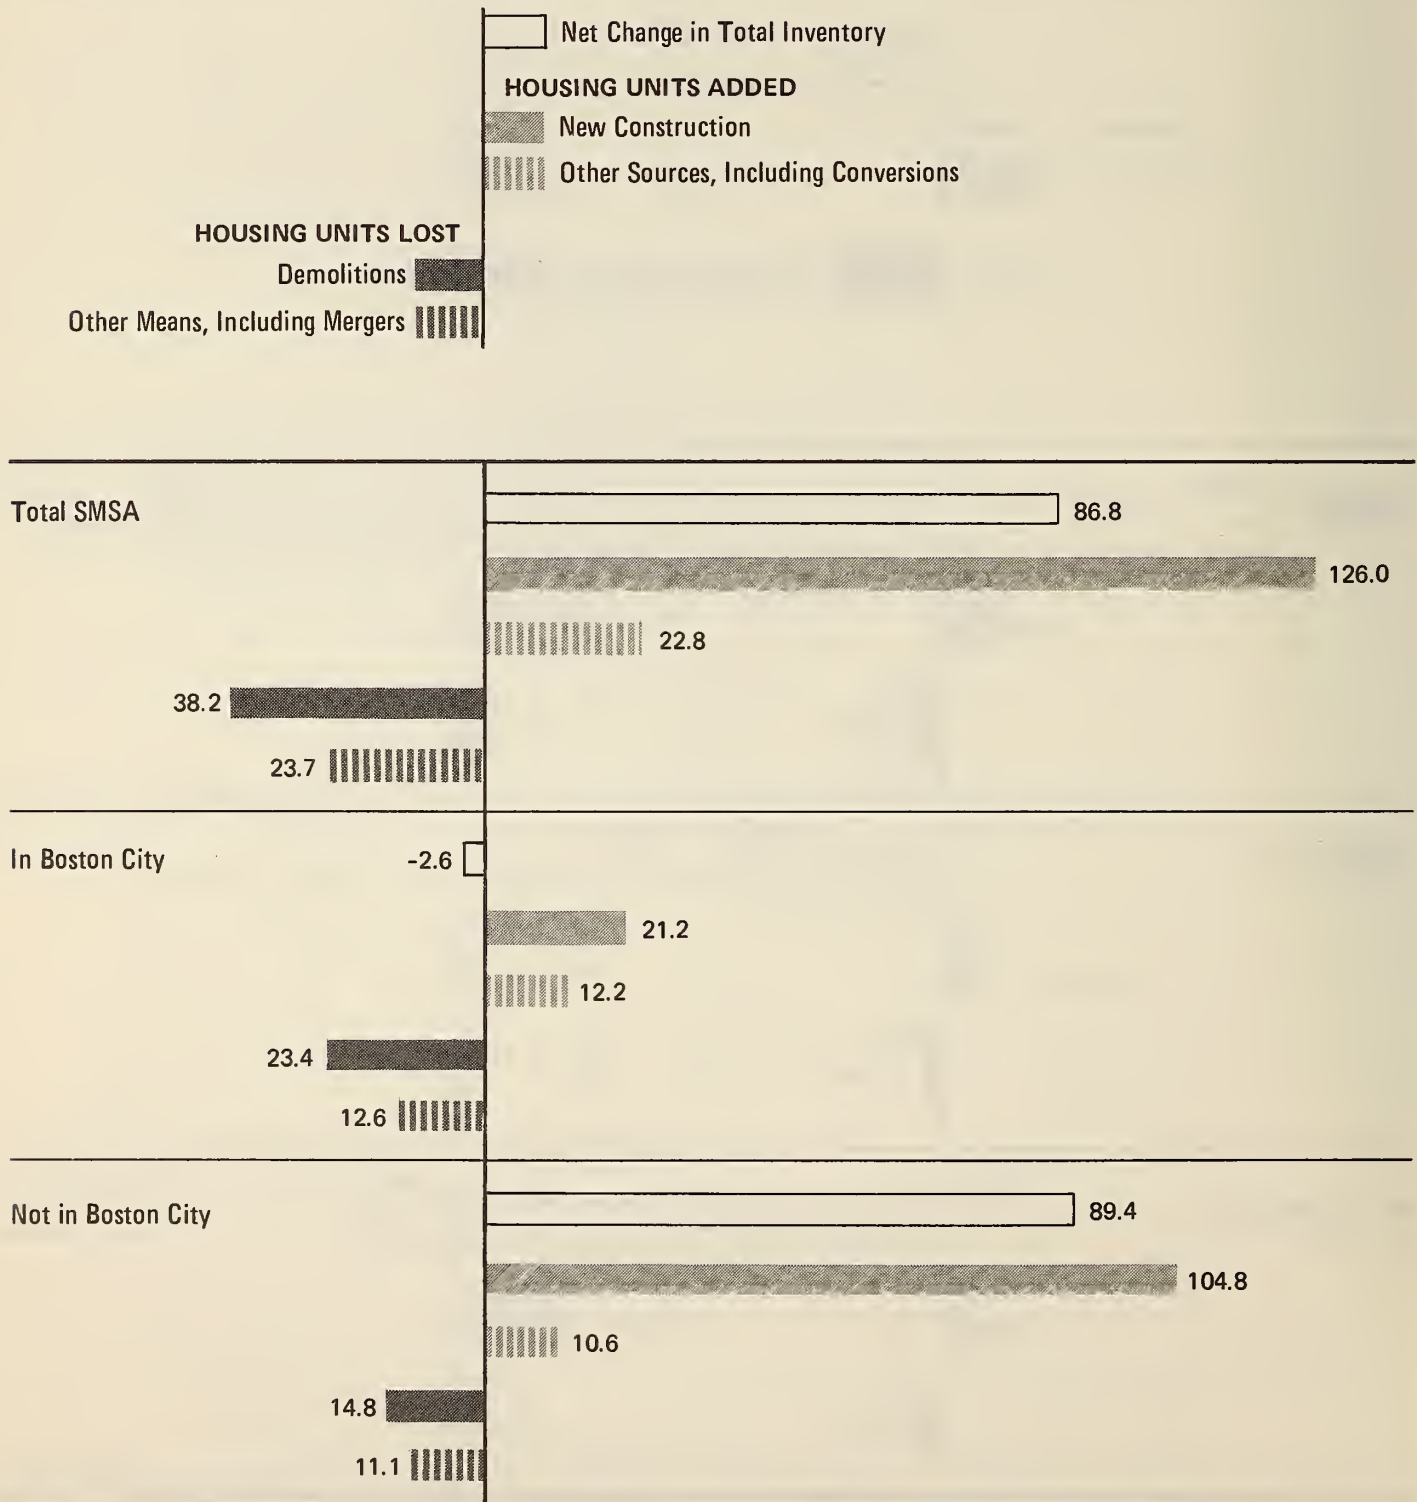 Net Change in Total Inventory
HOUSING UNITS ADDED
New Construction
Other Sources, Including Conversions
HOUSING UNITS LOST
Demolitions
Other Means, Including Mergers
Total SMSA
86.8
126.0
22.8
38.2
23.7
In Boston City
-2.6
21.2
12.2
23.4
12.6
Not in Boston City
89.4
104.8
10.6
14.8
11.1